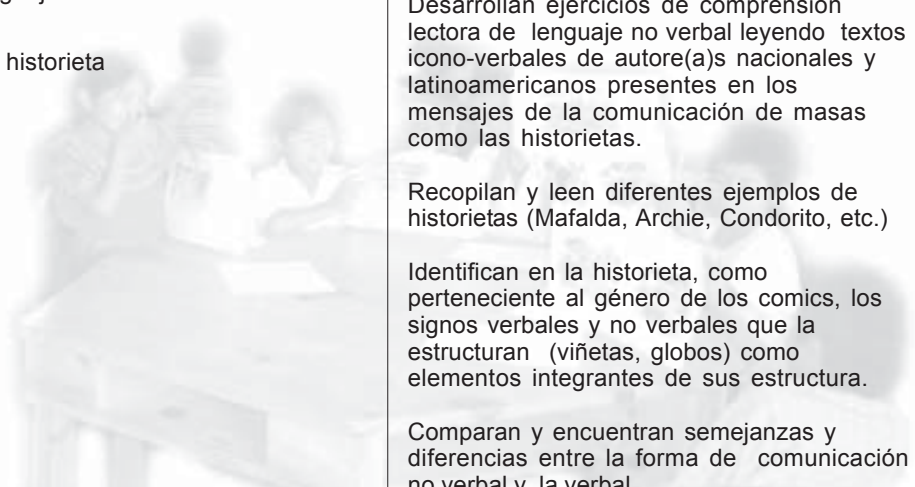 historieta
Desarrollan ejercicios de comprensión
lectora de lenguaje no verbal leyendo textos
icono-verbales de autore(a)s nacionales y
latinoamericanos presentes en los
mensajes de la comunicación de masas
como las historietas.
Recopilan y leen diferentes ejemplos de
historietas (Mafalda, Archie, Condorito, etc.)
Identifican en la historieta, como
perteneciente al género de los comics, los
signos verbales y no verbales que la
estructuran (viñetas, globos) como
elementos integrantes de sus estructura.
Comparan y encuentran semejanzas y
diferencias entre la forma de comunicación
no verbal y la verbal